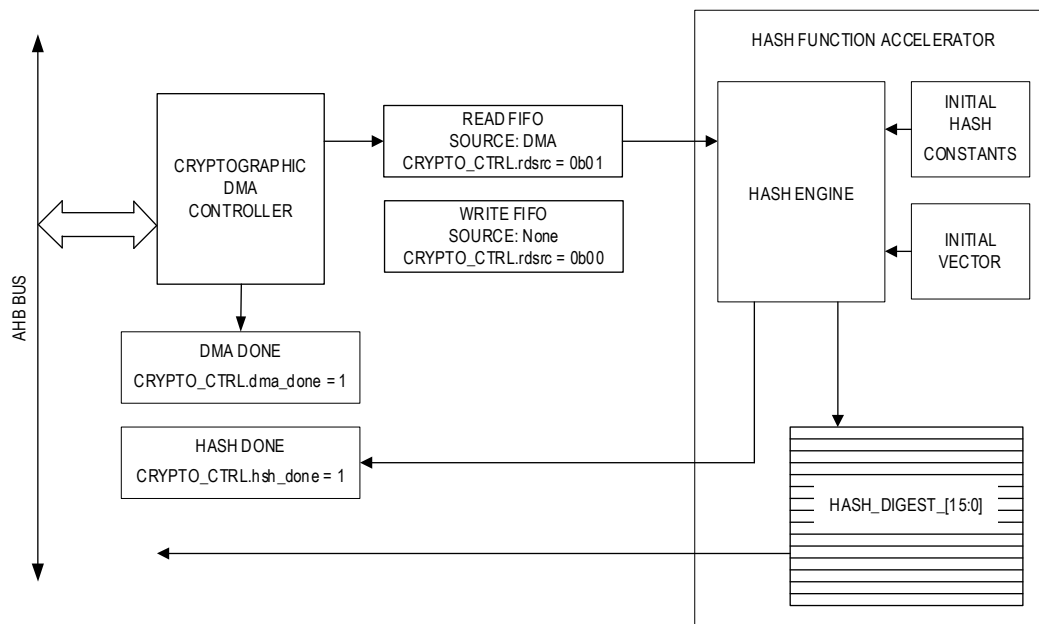 HASH FUNCTION ACCELERATOR
CRYPTOGRAPHIC
DMA
CONTROLLER
READ FIFO
SOURCE: DMA
CRYPTO_CTRL.rdsrc = 0b01
WRITE FIFO
SOURCE: None
CRYPTO_CTRL.rdsrc = 0b00
HASH ENGINE
INITIAL
HASH
CONSTANTS
INITIAL
VECTOR
AHB BUS
DMA DONE
CRYPTO_CTRL.dma_done = 1
HASH DONE
CRYPTO_CTRL.hsh_done = 1
HASH_DIGEST_[15:0]